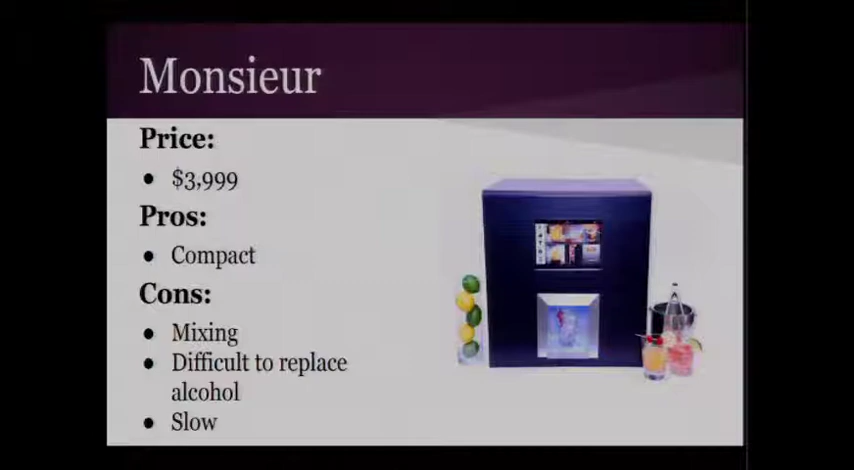 Monsieur
Price:
● $3,999
Pros:
● Compact
Cons:
● Mixing
● Difficult to replace
alcohol
● Slow